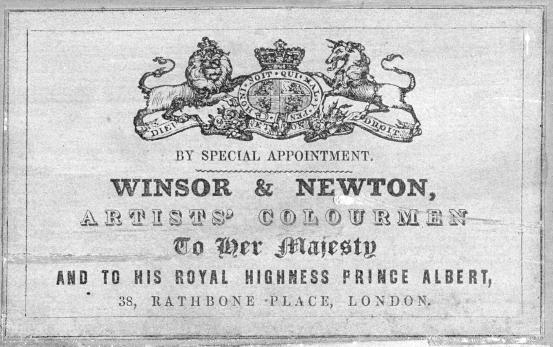 HONI SOIT QUI MAL Y PENSE
DIEU ET MON DROIT
BY SPECIAL APPOINTMENT.
WINSOR & NEWTON,
ARTISTS' COLOURMEN
To Her Majesty
AND TO HIS ROYAL HIGHNESS PRINCE ALBERT,
38, RATHBONE PLACE, LONDON.